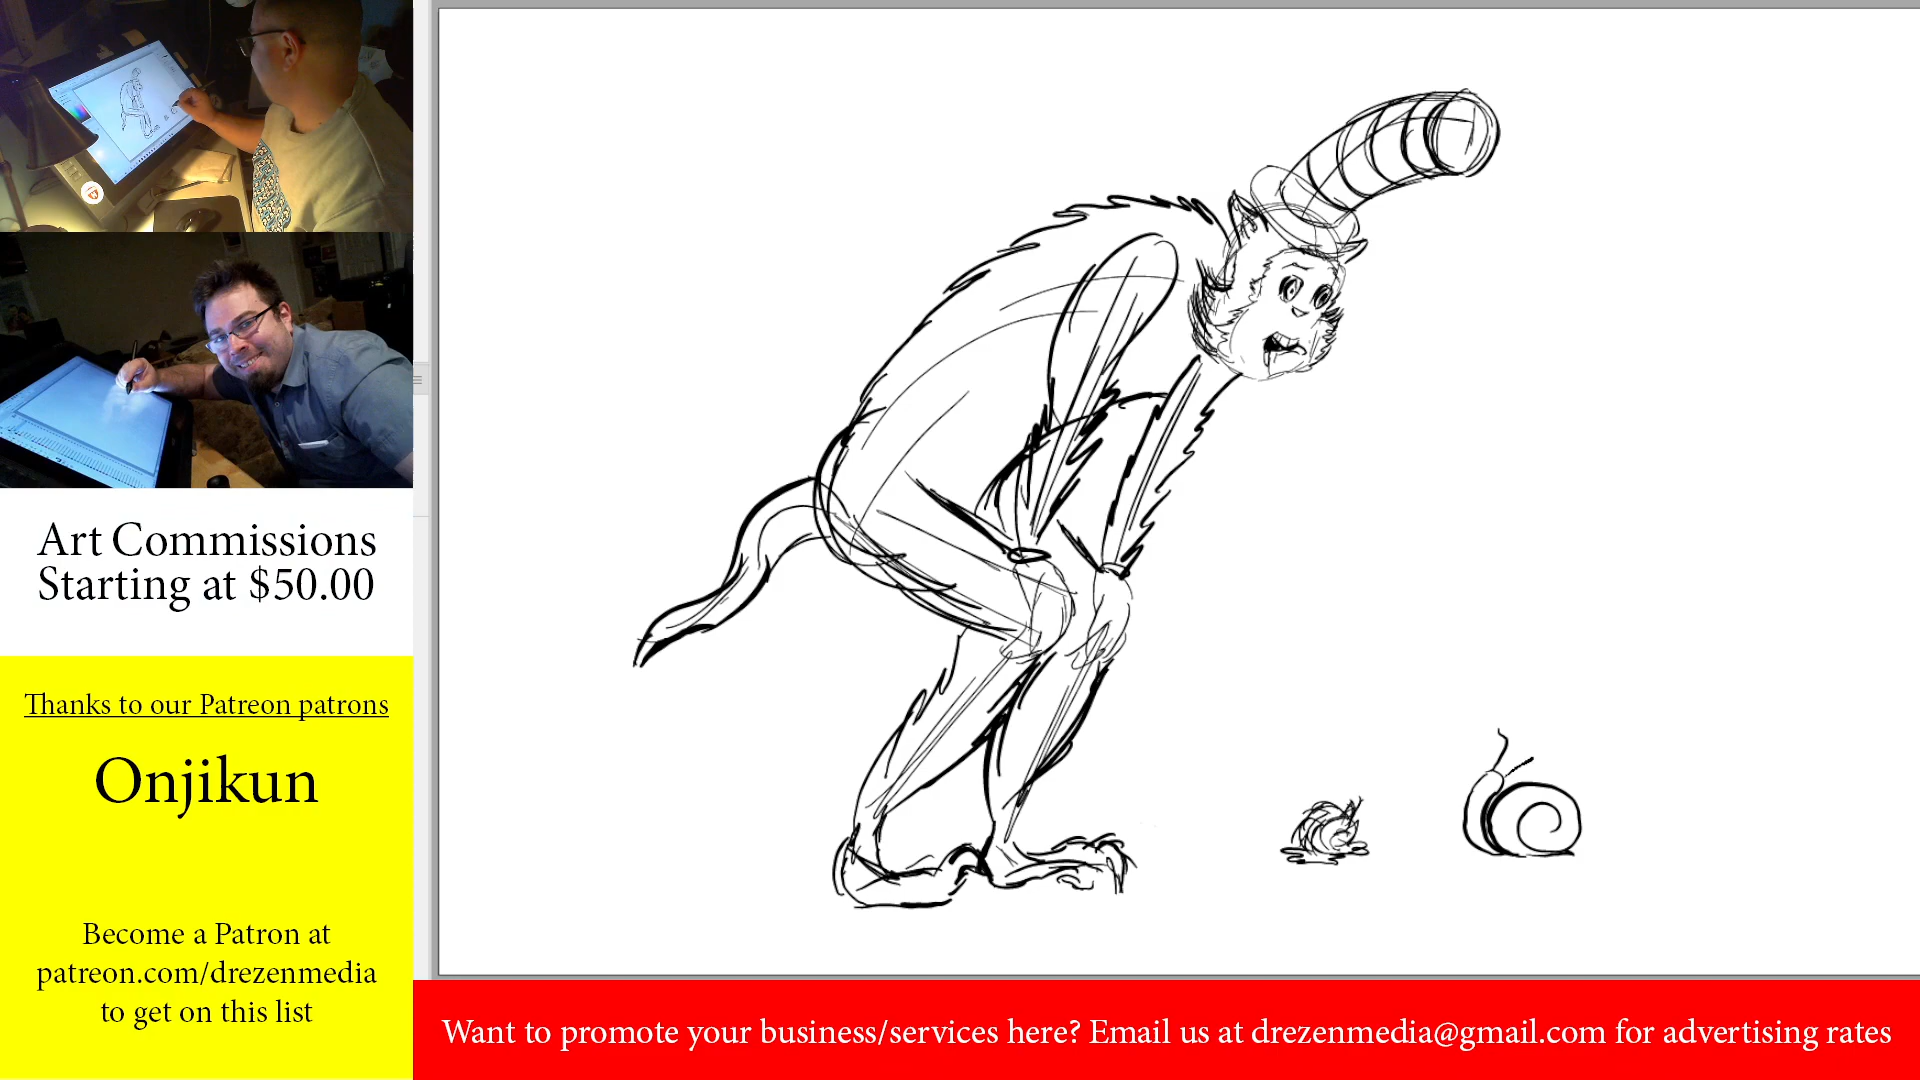 Art Commissions
Starting at $50.00
Thanks to our Patreon patrons
Onjikun
Become a Patron at
patreon.com/drezenmedia
to get on this list
Want to promote your business/services here? Email us at drezenmedia@gmail.com for advertising rates